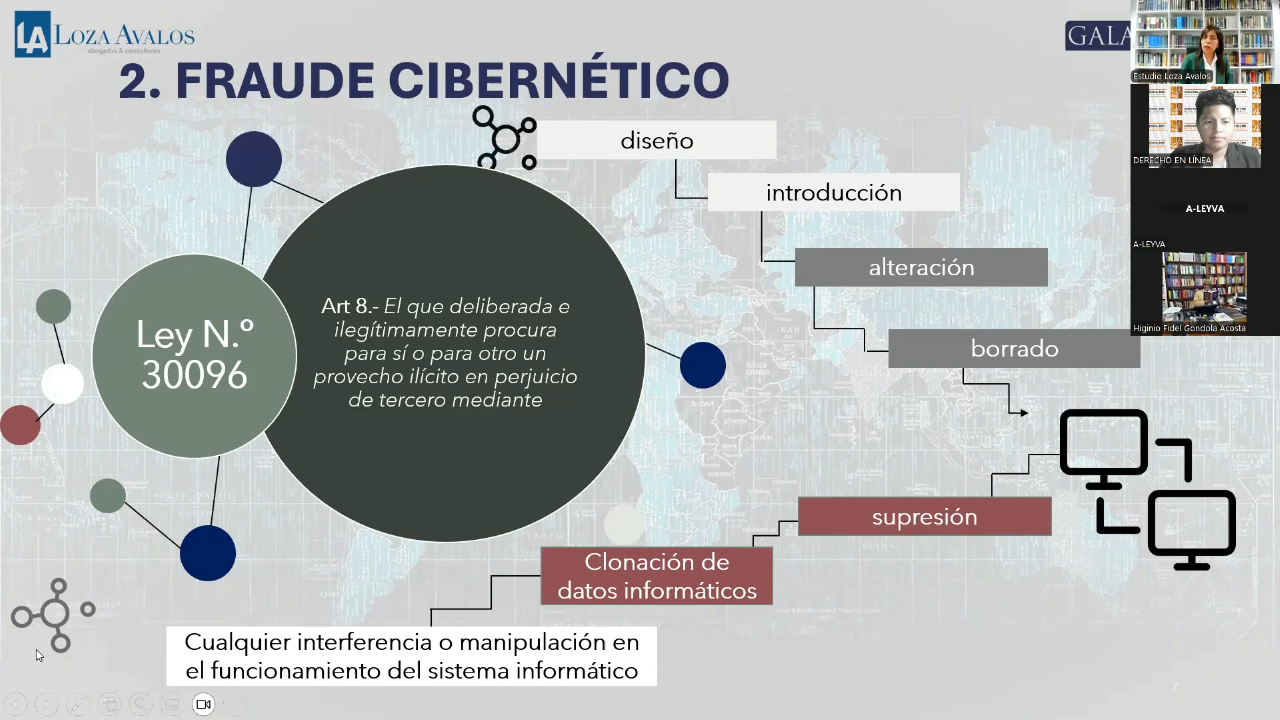 LA LOZA AVALOS
abogados & consultores
GALA
2. FRAUDE CIBERNÉTICO
diseño
introducción
alteración
borrado
Ley N.º
30096
Art 8.- El que deliberada e
ilegítimamente procura
para sí o para otro un
provecho ilícito en perjuicio
de tercero mediante
supresión
Clonación de
datos informáticos
Cualquier interferencia o manipulación en
el funcionamiento del sistema informático
7
Estudio Loza Avalos
DERECHO EN LÍNEA
A-LEYVA
A-LEYVA
Higinio Fidel Gondola Acosta